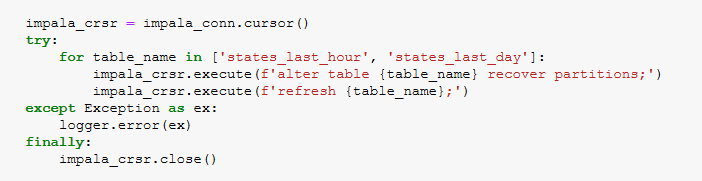 impala_crsr = impala_conn.cursor()
try:
    for table_name in ['states_last_hour', 'states_last_day']:
        impala_crsr.execute(f'alter table {table_name} recover partitions;')
        impala_crsr.execute(f'refresh {table_name};')
except Exception as ex:
    logger.error(ex)
finally:
    impala_crsr.close()